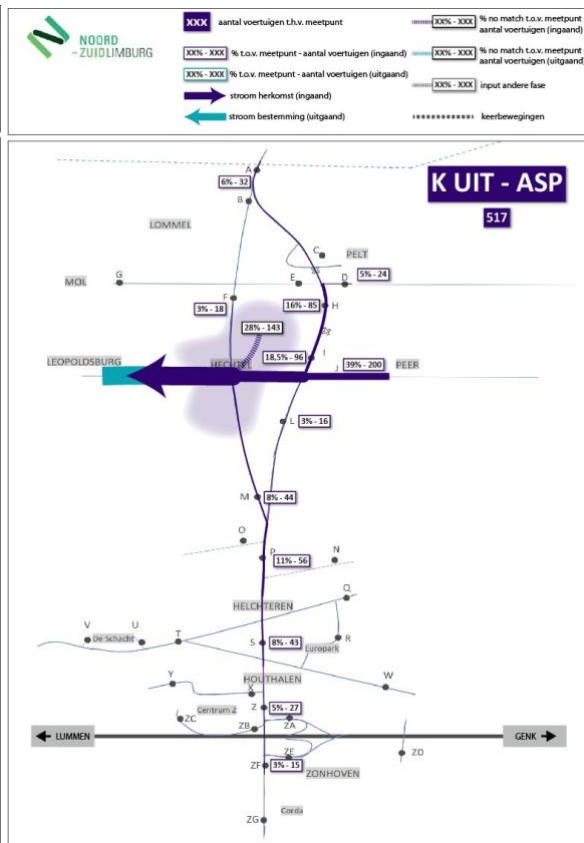 NOORD
-ZUIDLIMBURG
XXX aantal voertuigen t.h.v. meetpunt
XX% - XXX % t.o.v. meetpunt - aantal voertuigen (ingaand)
XX% - XXX % t.o.v. meetpunt - aantal voertuigen (uitgaand)
stroom herkomst (ingaand)
stroom bestemming (uitgaand)
XX% - XXX % no match t.o.v. meetpunt
aantal voertuigen (ingaand)
XX% - XXX % no match t.o.v. meetpunt
aantal voertuigen (uitgaand)
XX% - XXX input andere fase
keerbewegingen
K UIT - ASP
517
A
6% - 32
B
LOMMEL
C
PELT
MOL
G
E
D
5% - 24
F
3% - 18
16% - 85
H
28% - 143
LEOPOLDSBURG
HECHTEL
18,5% - 96
I
J
39% - 200
PEER
L
3% - 16
M
8% - 44
O
P
11% - 56
N
HELCHTEREN
Q
V
De Schacht
U
T
S
8% - 43
Europark
R
HOUTHALEN
Y
X
W
Centrum Z
Z
5% - 27
ZC
ZB
ZA
LUMMEN
GENK
ZE
ZD
ZF
3% - 15
ZONHOVEN
ZG
Corda